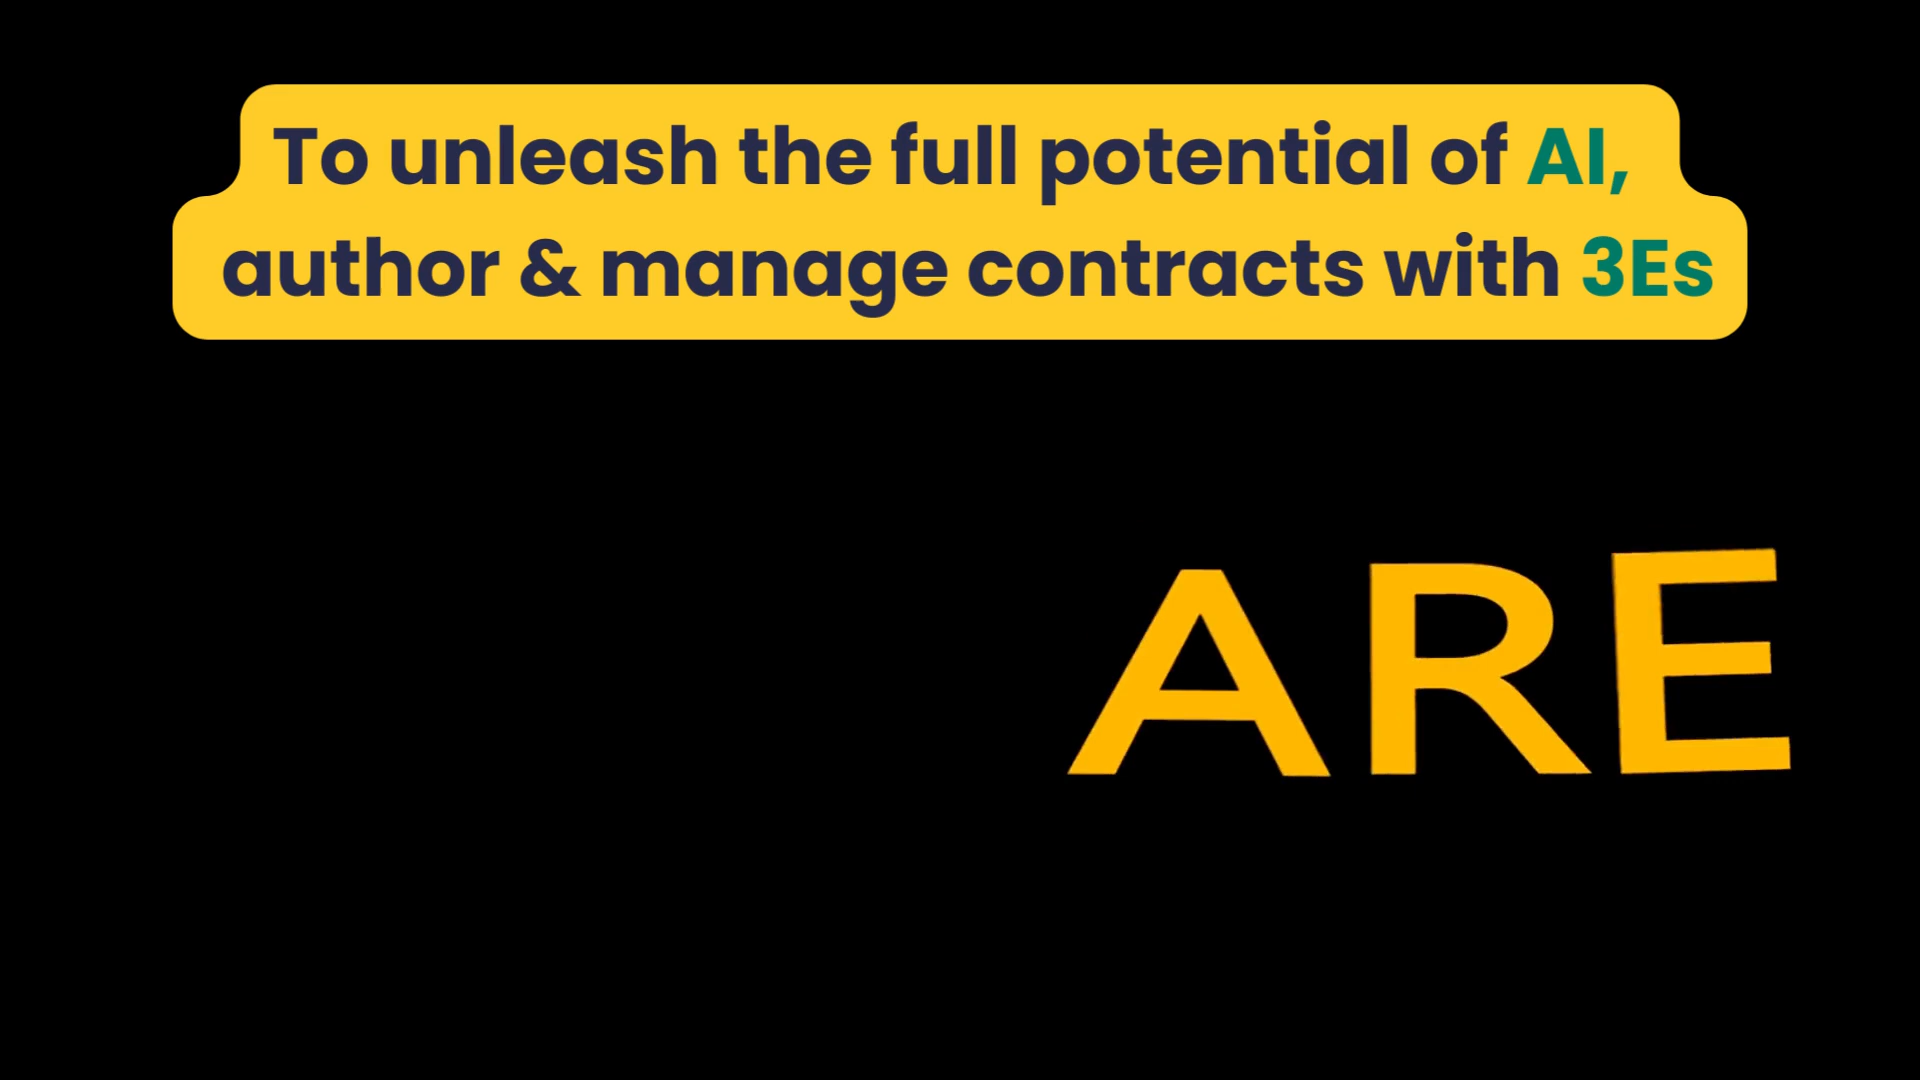 To unleash the full potential of AI,
author & manage contracts with 3Es
ARE